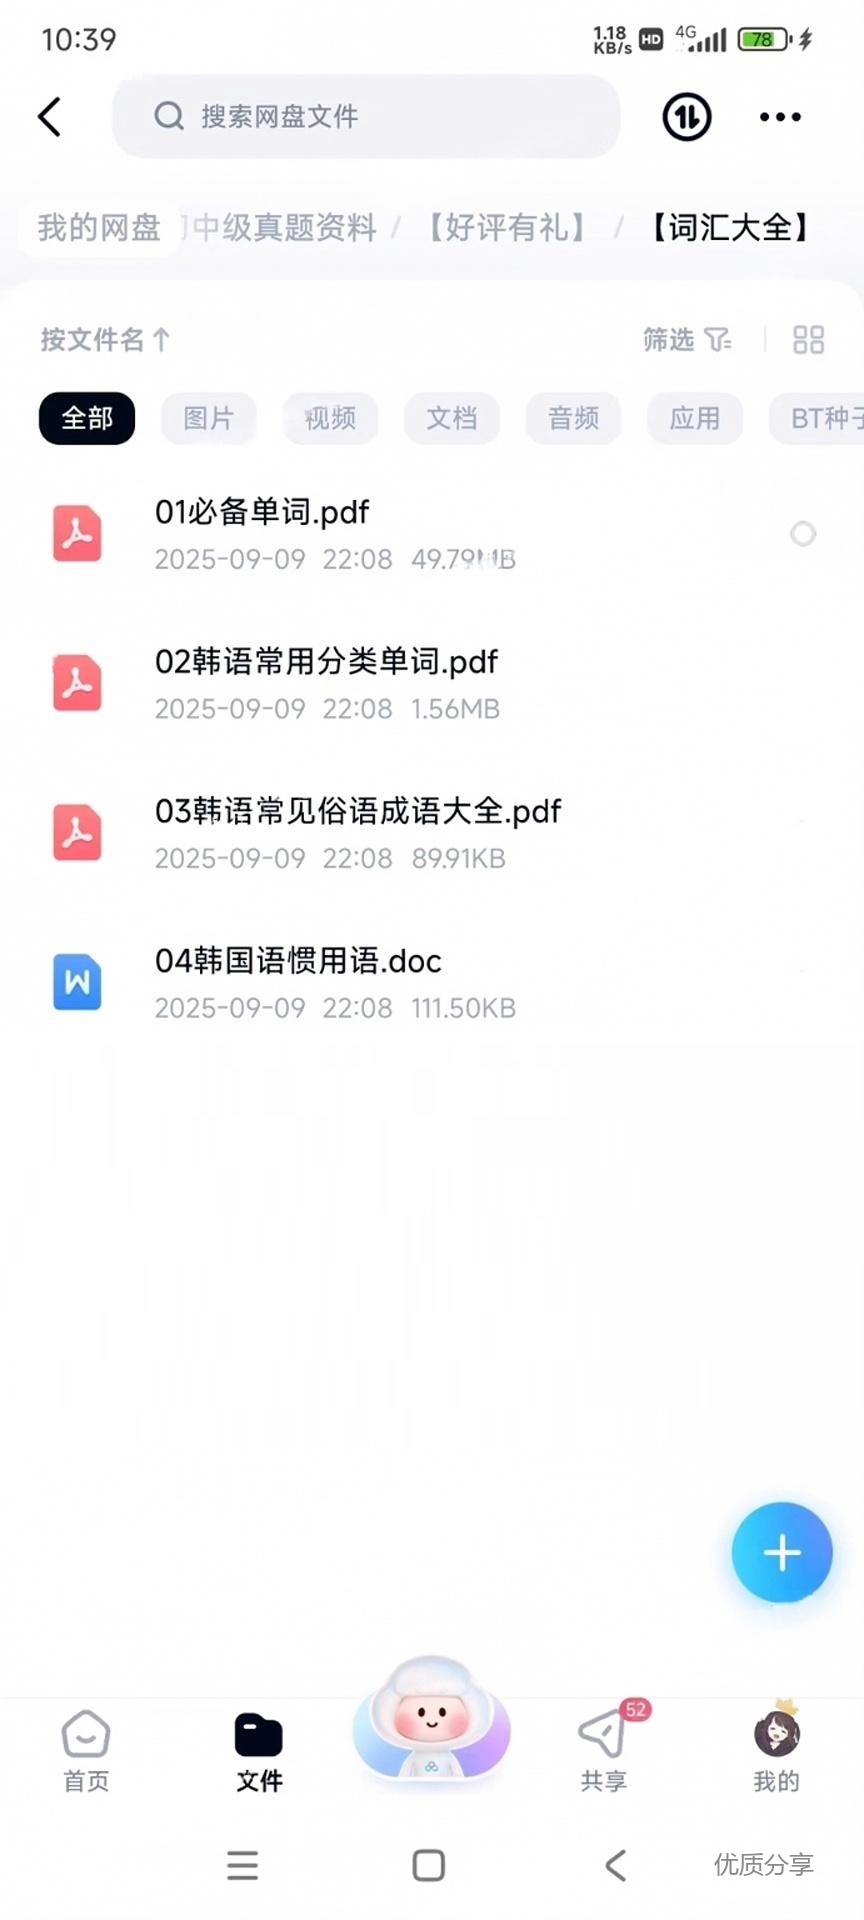 10:39 1.18 KB/s HD 4G 78
搜索网盘文件
我的网盘 中级真题资料 / 【好评有礼】 / 【词汇大全】
按文件名↑ 筛选
全部 图片 视频 文档 音频 应用 BT种子
01必备单词.pdf
2025-09-09 22:08 49.79MB
02韩语常用分类单词.pdf
2025-09-09 22:08 1.56MB
03韩语常见俗语成语大全.pdf
2025-09-09 22:08 89.91KB
W
04韩国语惯用语.doc
2025-09-09 22:08 111.50KB
52
首页 文件 共享 我的
优质分享